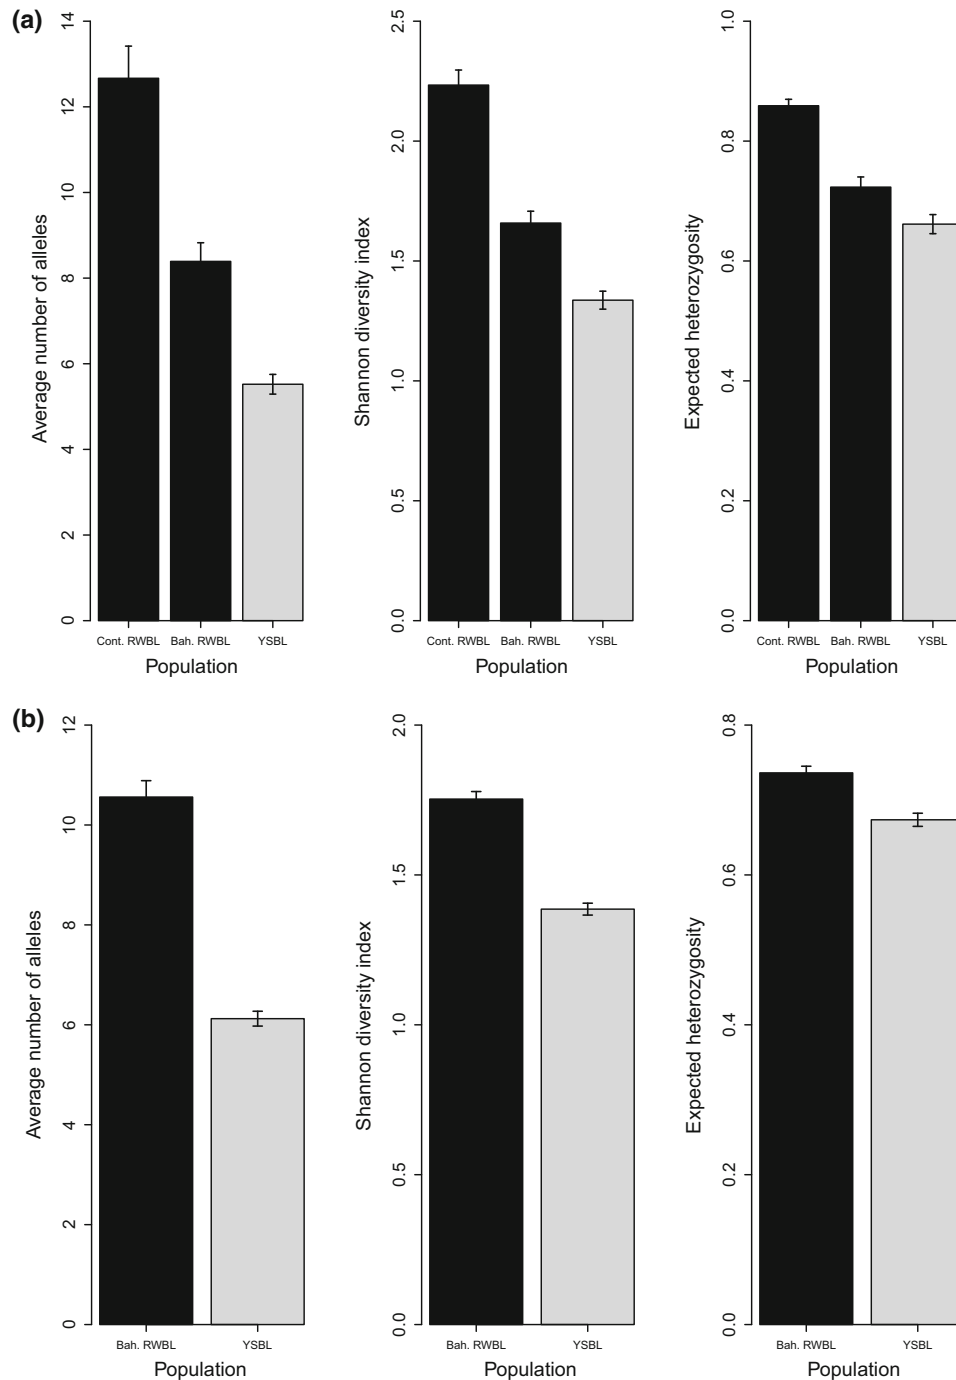 (a)
Average number of alleles
0 2 4 6 8 10 12 14
Cont. RWBL Bah. RWBL YSBL
Population
Shannon diversity index
0.0 0.5 1.0 1.5 2.0 2.5
Cont. RWBL Bah. RWBL YSBL
Population
Expected heterozygosity
0.0 0.2 0.4 0.6 0.8 1.0
Cont. RWBL Bah. RWBL YSBL
Population
(b)
Average number of alleles
0 2 4 6 8 10 12
Bah. RWBL YSBL
Population
Shannon diversity index
0.0 0.5 1.0 1.5 2.0
Bah. RWBL YSBL
Population
Expected heterozygosity
0.0 0.2 0.4 0.6 0.8
Bah. RWBL YSBL
Population